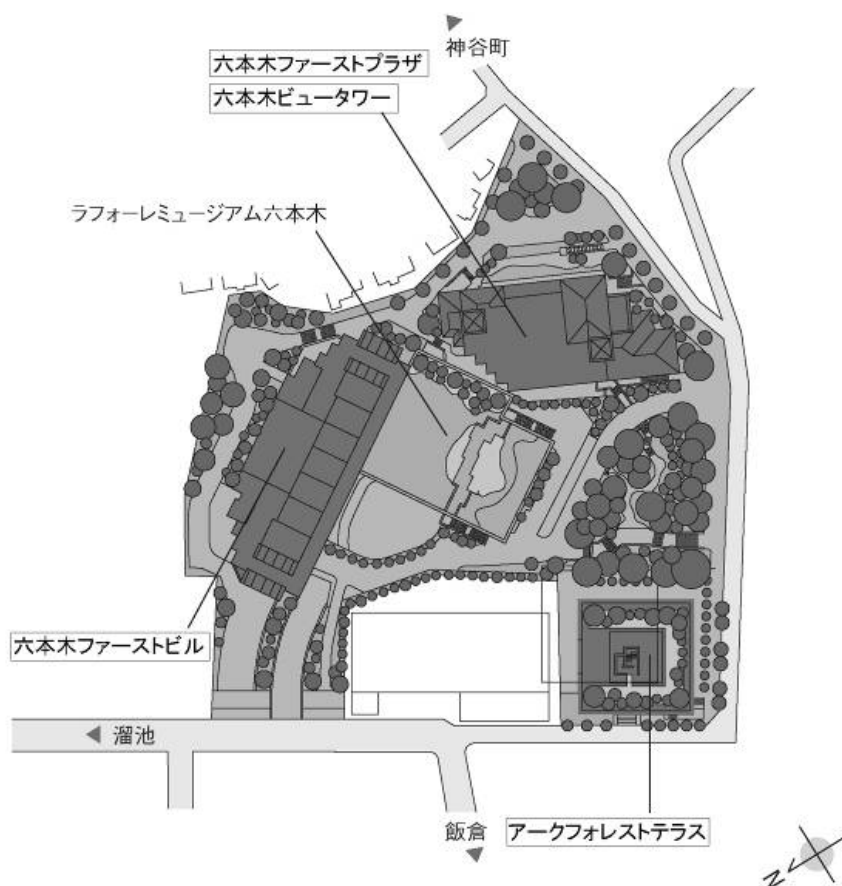 神谷町
六本木ファーストプラザ
六本木ビュータワー
ラフォーレミュージアム六本木
六本木ファーストビル
溜池
飯倉
アークフォレストテラス
N